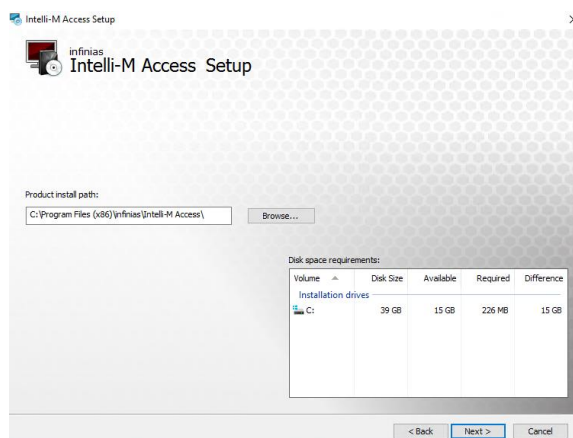 Intelli-M Access Setup
infinias
Intelli-M Access Setup
Product install path:
C:\Program Files (x86)\infinias\Intelli-M Access\
Browse...
Disk space requirements:
Volume Disk Size Available Required Difference
Installation drives
C: 39 GB 15 GB 226 MB 15 GB
< Back Next > Cancel